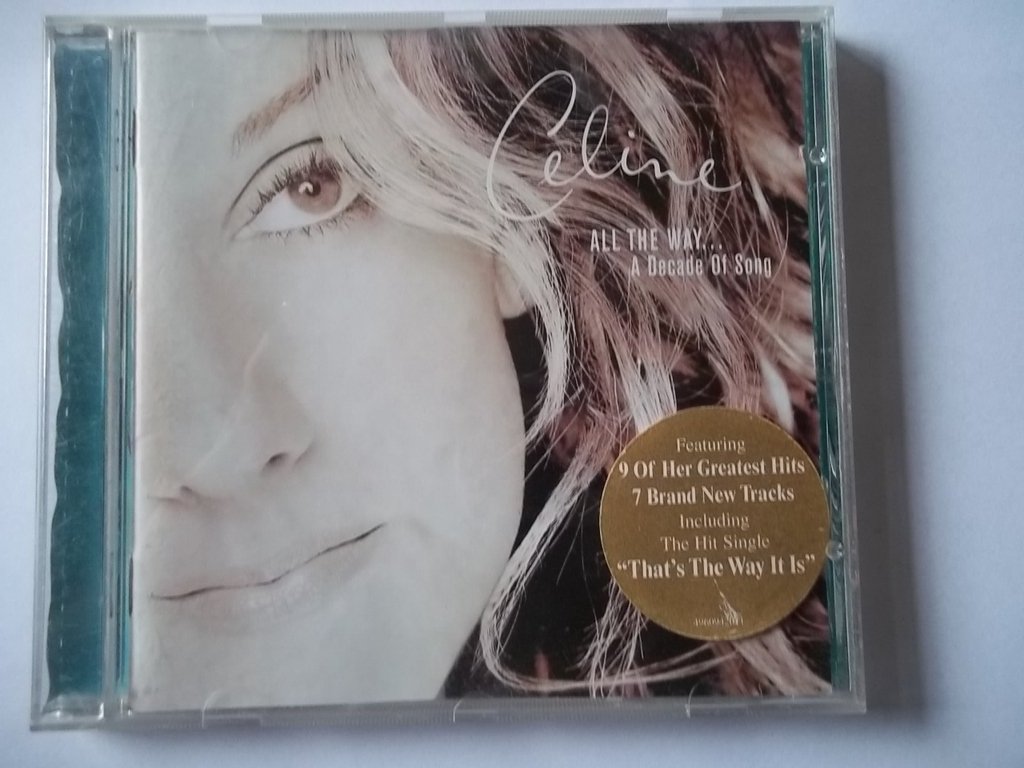 Celine
ALL THE WAY...
A Decade Of Song
Featuring
9 Of Her Greatest Hits
7 Brand New Tracks
Including
The Hit Single
"That's The Way It Is"